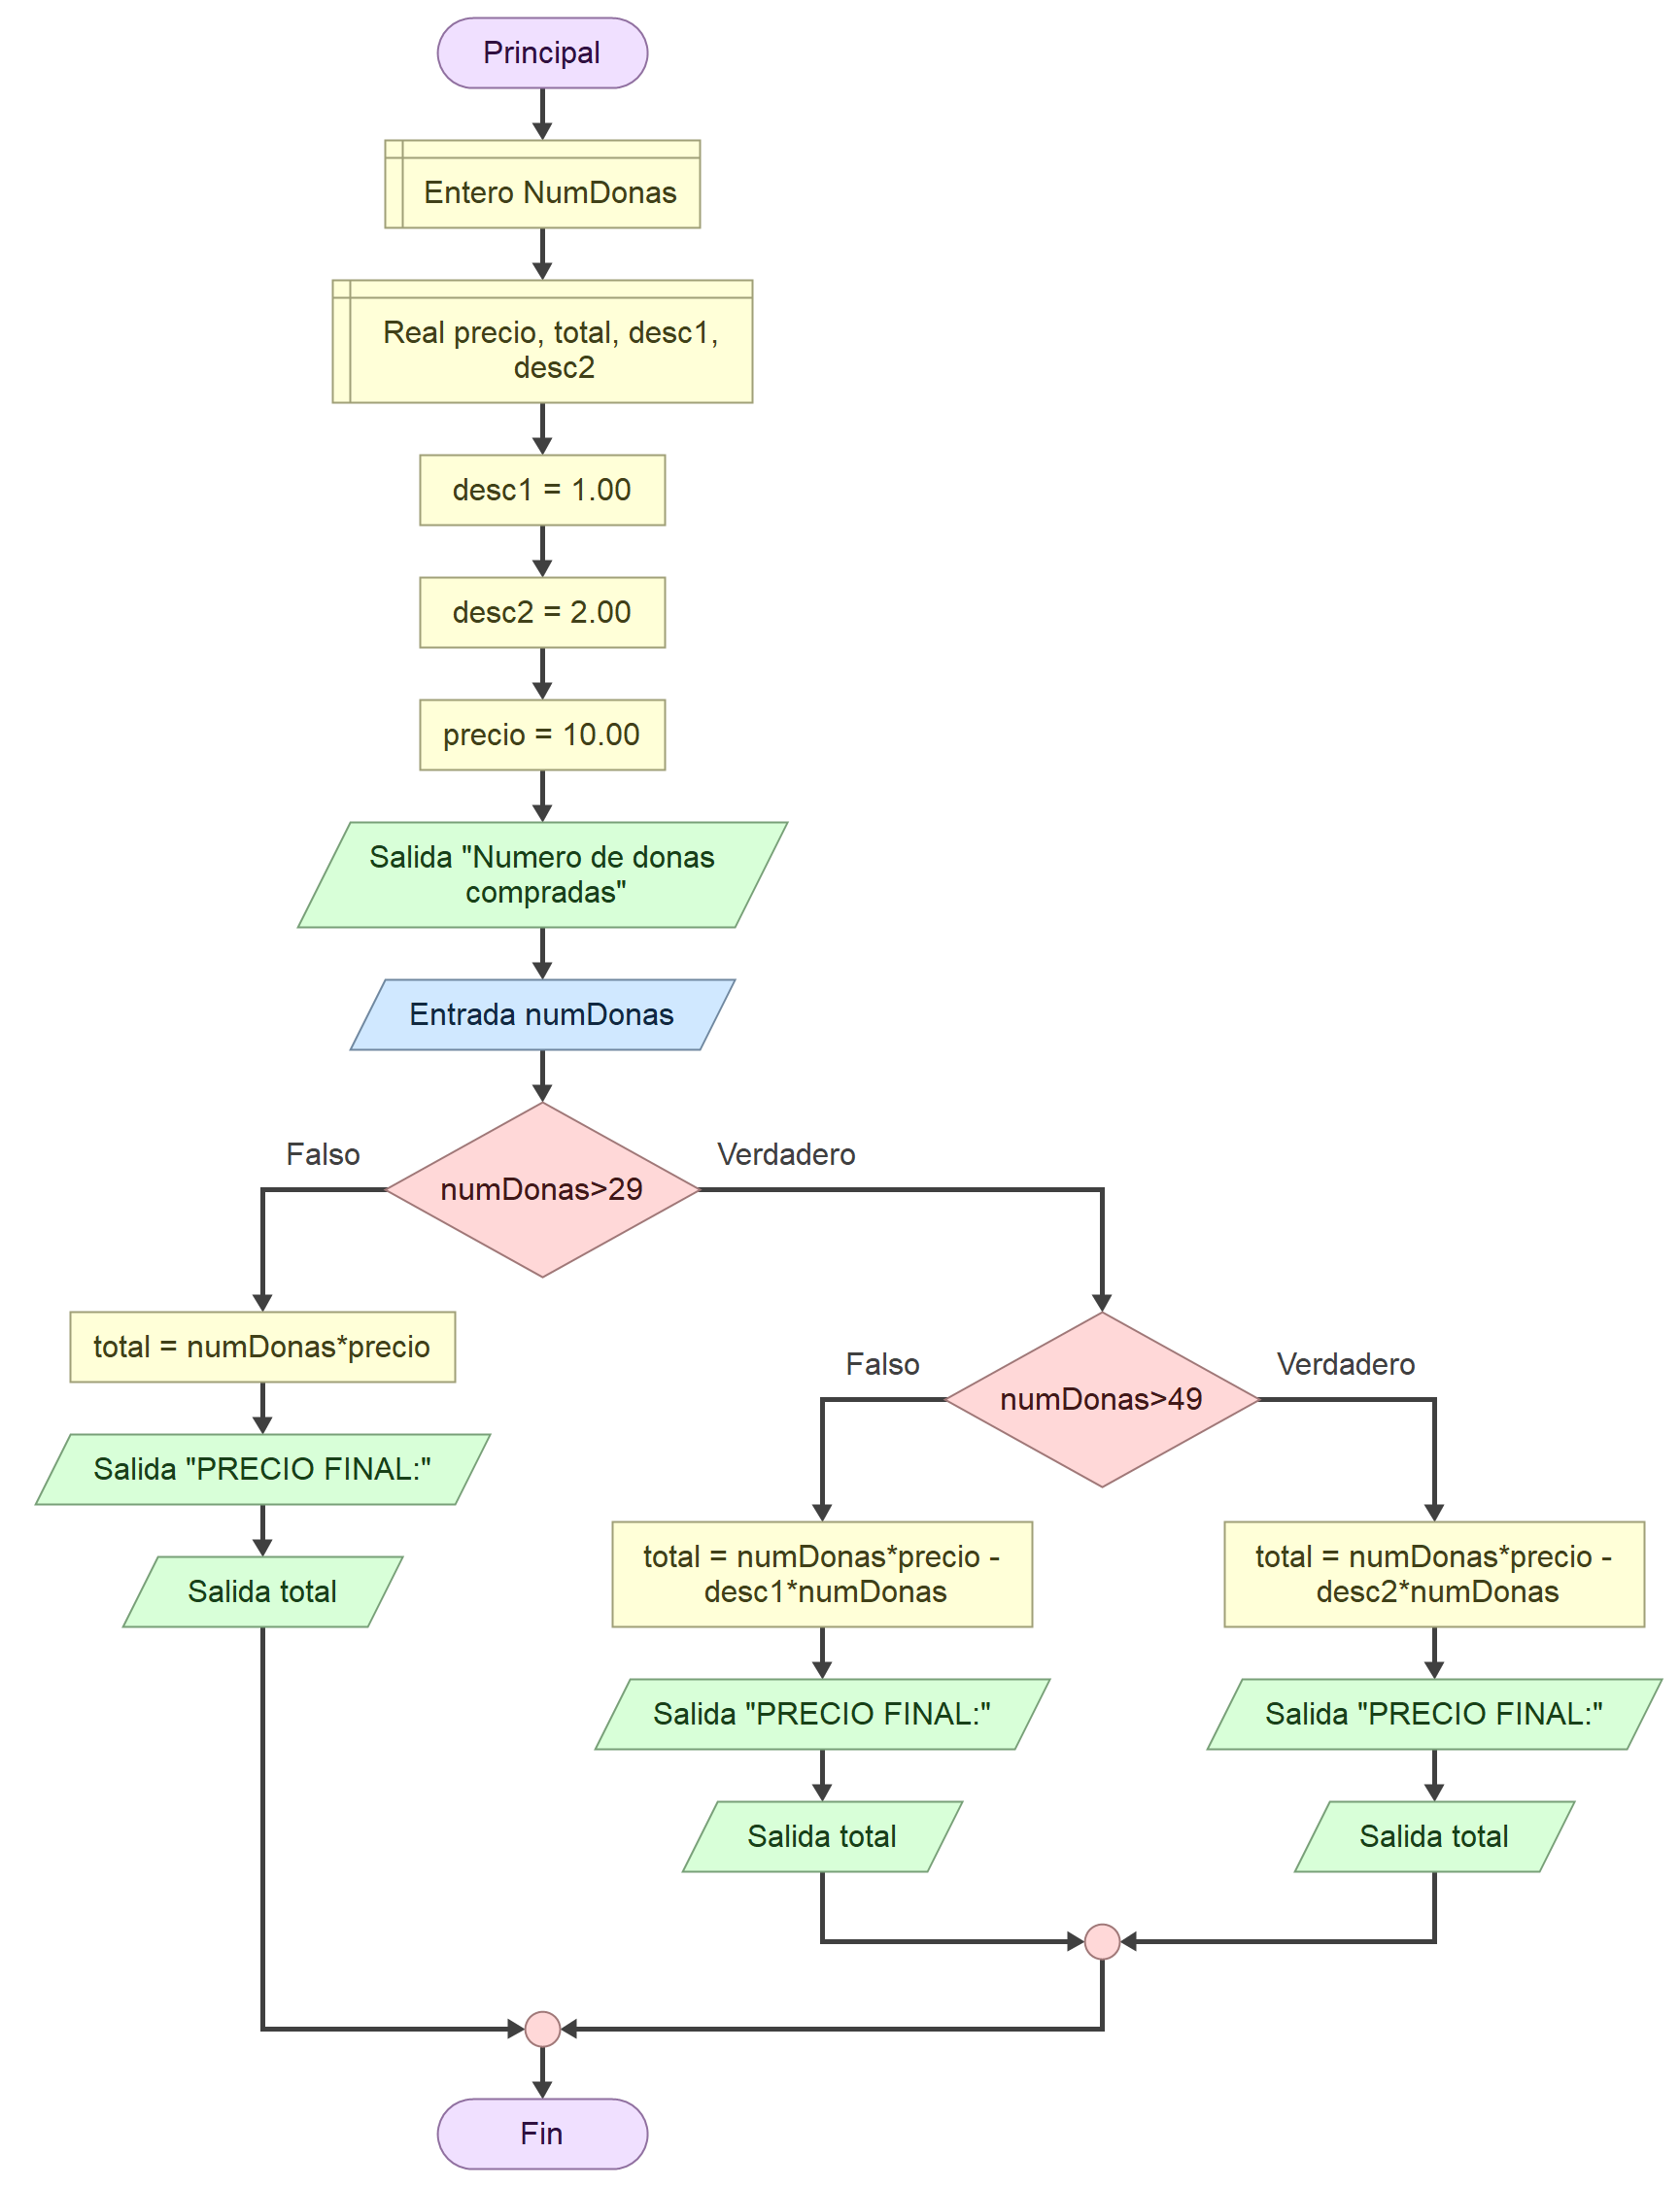 Principal
Entero NumDonas
Real precio, total, desc1,
desc2
desc1 = 1.00
desc2 = 2.00
precio = 10.00
Salida "Numero de donas
compradas"
Entrada numDonas
Falso
Verdadero
numDonas>29
total = numDonas*precio
Salida "PRECIO FINAL:"
Salida total
Falso
Verdadero
numDonas>49
total = numDonas*precio -
desc1*numDonas
Salida "PRECIO FINAL:"
Salida total
total = numDonas*precio -
desc2*numDonas
Salida "PRECIO FINAL:"
Salida total
Fin